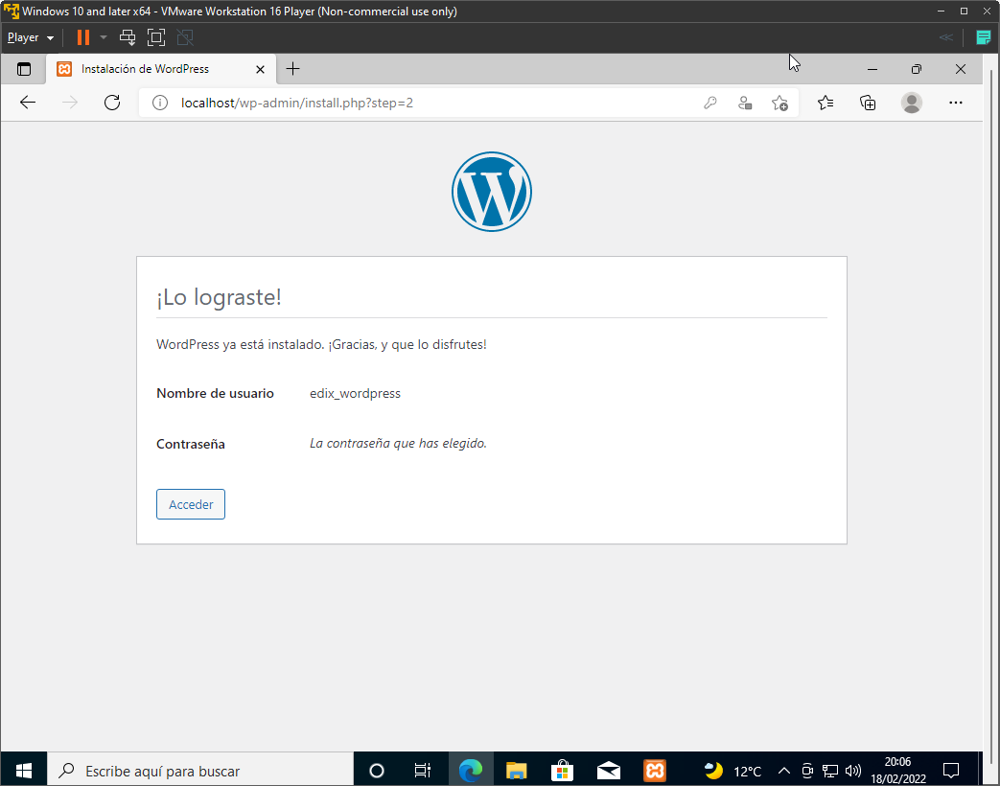 Windows 10 and later x64 - VMware Workstation 16 Player (Non-commercial use only)
Player
Instalación de WordPress
localhost/wp-admin/install.php?step=2
¡Lo lograste!
WordPress ya está instalado. ¡Gracias, y que lo disfrutes!
Nombre de usuario edix_wordpress
Contraseña La contraseña que has elegido.
Acceder
Escribe aquí para buscar
12°C
20:06
18/02/2022